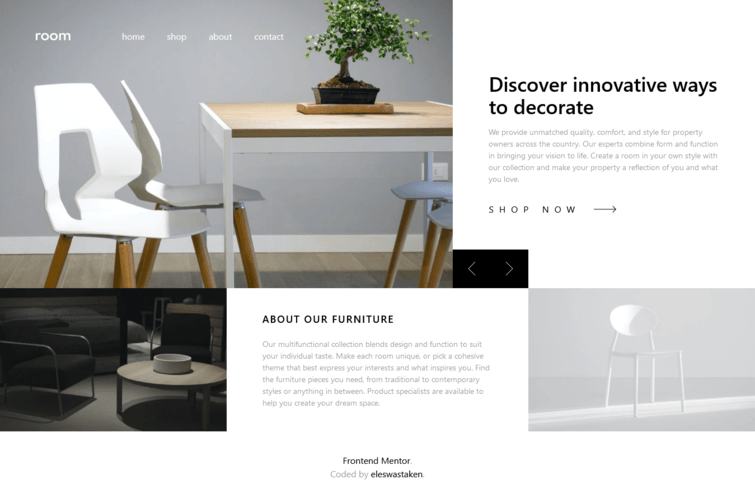 room
home shop about contact
Discover innovative ways
to decorate
We provide unmatched quality, comfort, and style for property
owners across the country. Our experts combine form and function
in bringing your vision to life. Create a room in your own style with
our collection and make your property a reflection of you and what
you love.
SHOP NOW
ABOUT OUR FURNITURE
Our multifunctional collection blends design and function to suit
your individual taste. Make each room unique, or pick a cohesive
theme that best express your interests and what inspires you. Find
the furniture pieces you need, from traditional to contemporary
styles or anything in between. Product specialists are available to
help you create your dream space.
Frontend Mentor.
Coded by eleswastaken.